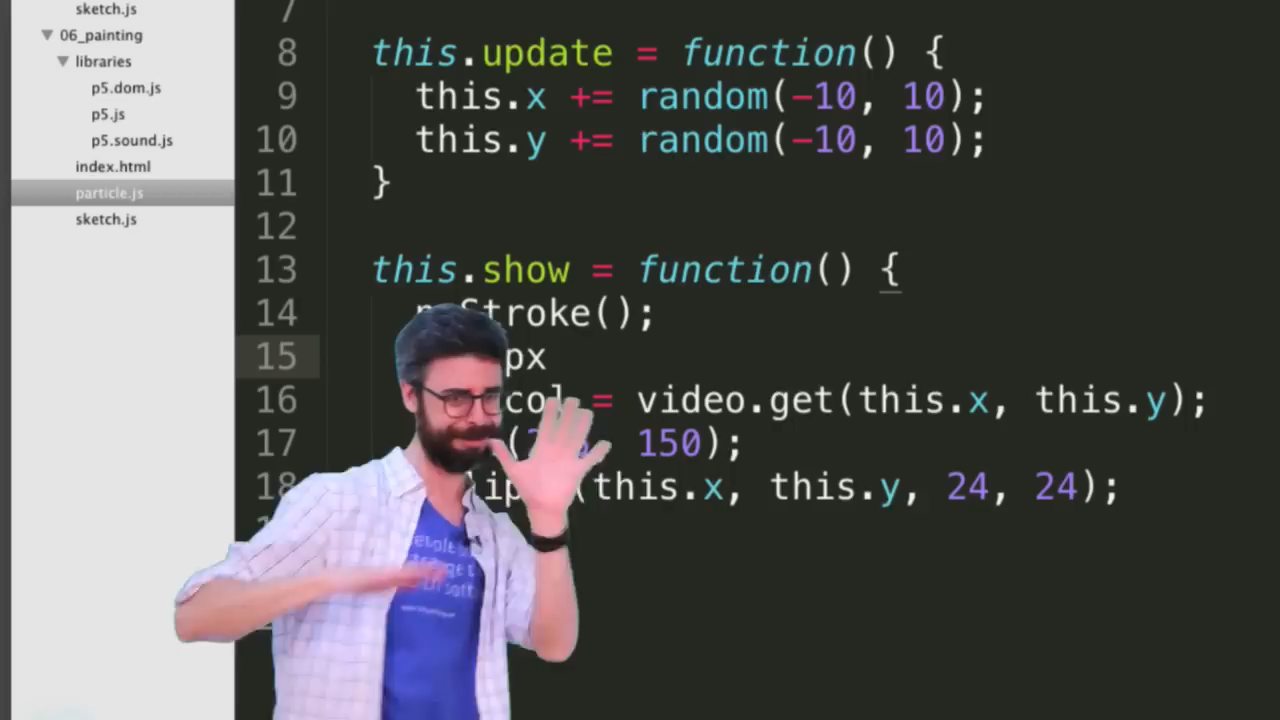 sketch.js
06_painting
libraries
p5.dom.js
p5.js
p5.sound.js
index.html
particle.js
sketch.js
7
8 this.update = function() {
9 this.x += random(-10, 10);
10 this.y += random(-10, 10);
11 }
12
13 this.show = function() {
14 noStroke();
15 px
16 col = video.get(this.x, this.y);
17 ( 150);
18 (this.x, this.y, 24, 24);